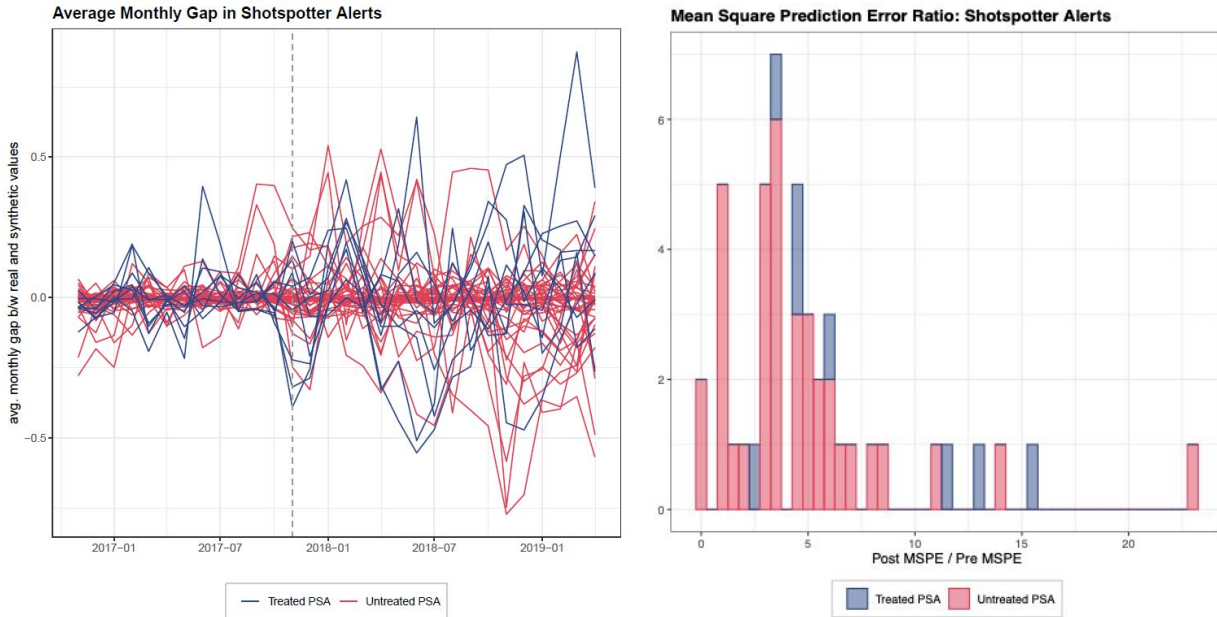 Average Monthly Gap in Shotspotter Alerts
avg. monthly gap b/w real and synthetic values
0.5
0.0
−0.5
2017−01
2017−07
2018−01
2018−07
2019−01
Treated PSA
Untreated PSA
Mean Square Prediction Error Ratio: Shotspotter Alerts
6
4
2
0
0
5
10
15
20
Post MSPE / Pre MSPE
Treated PSA
Untreated PSA